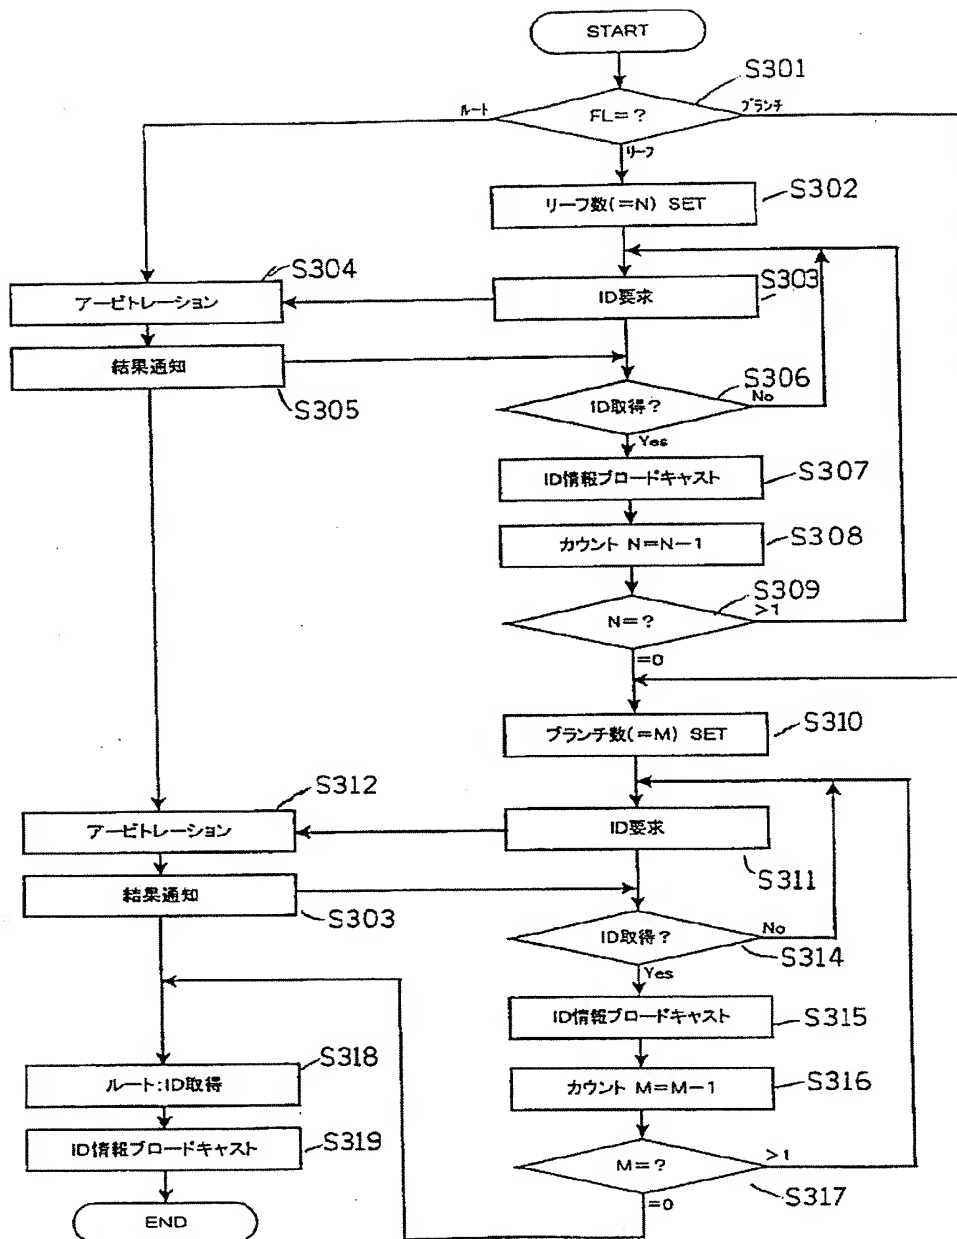 START
S301
ルート
FL=?
ブランチ
リーフ
リーフ数(=N) SET
S302
S304
S303
アービトレーション
ID要求
結果通知
S305
S306
ID取得?
No
Yes
ID情報ブロードキャスト
S307
カウント N=N-1
S308
S309
N=?
>1
=0
ブランチ数(=M) SET
S310
S312
アービトレーション
ID要求
S311
結果通知
S303
ID取得?
No
S314
Yes
ID情報ブロードキャスト
S315
S318
ルート:ID取得
カウント M=M-1
S316
ID情報ブロードキャスト
S319
M=?
>1
S317
=0
END